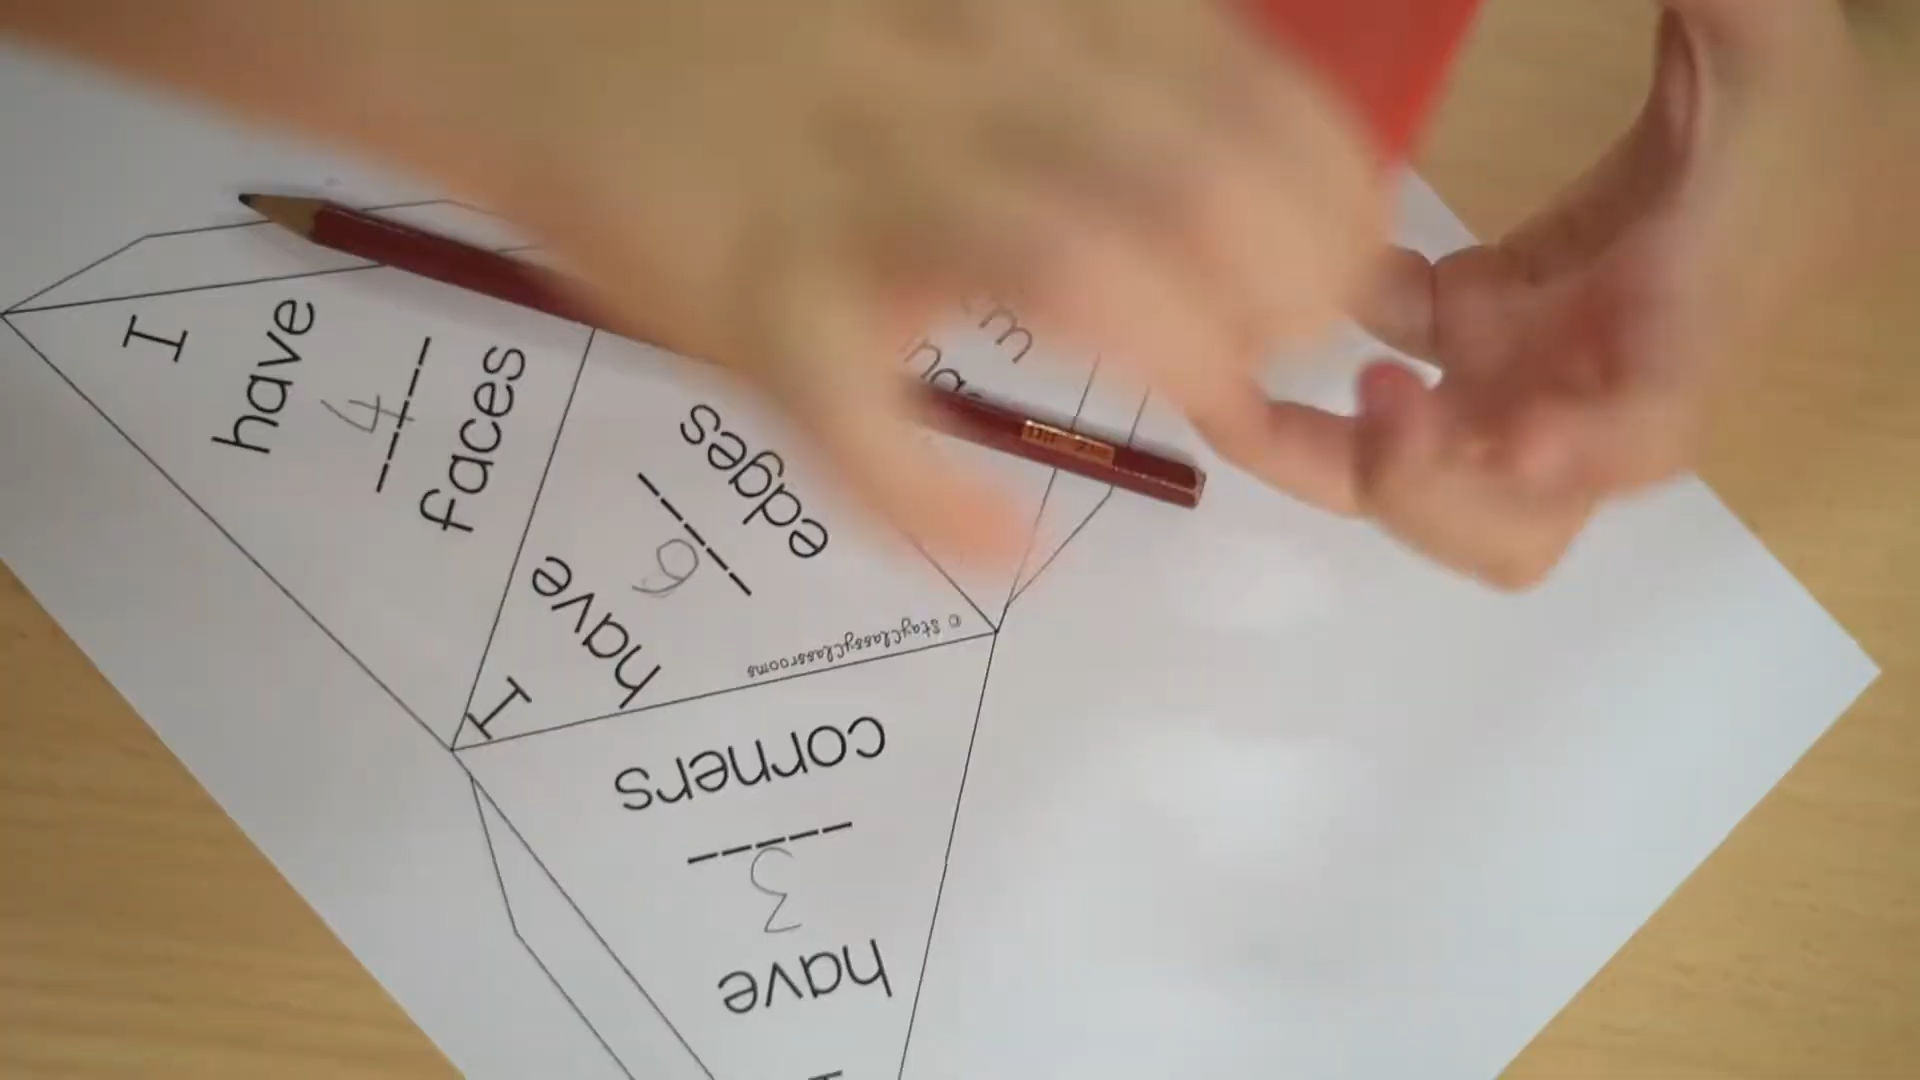 I
have
4
faces
I
have
6
edges
© StayClassyClassrooms
have
3
corners